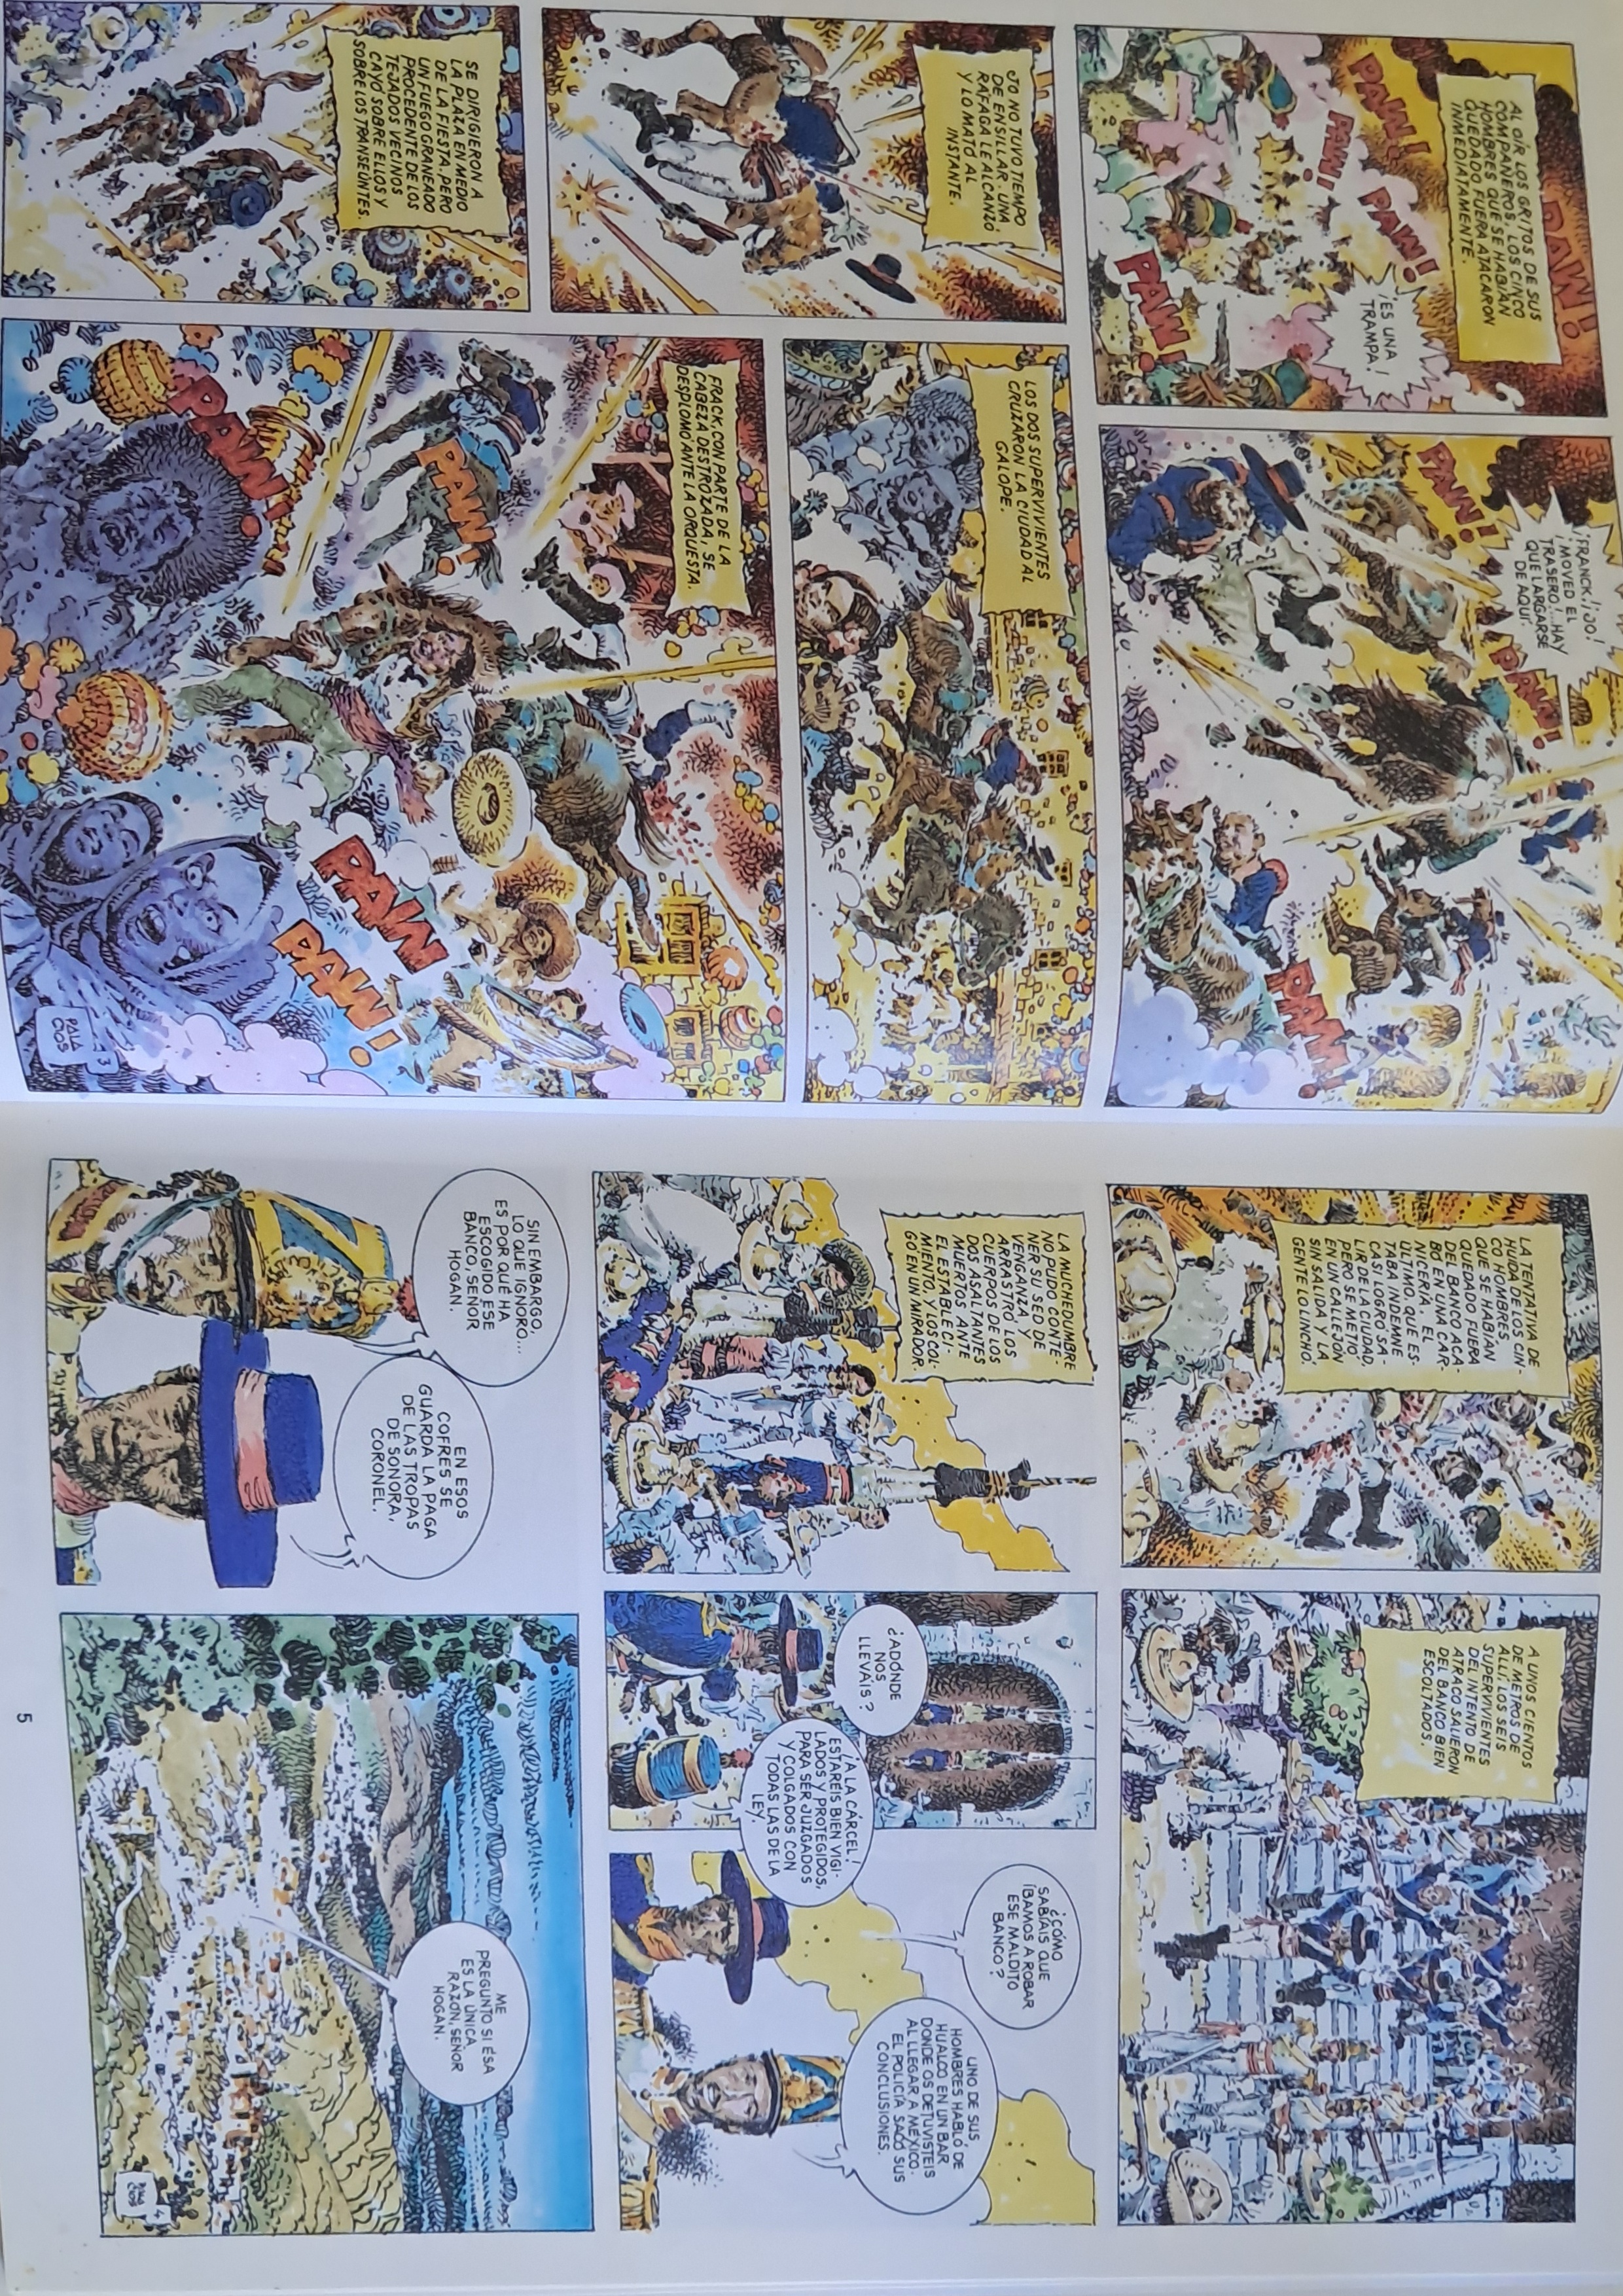 PAW!
AL OÍR LOS GRITOS DE SUS
COMPAÑEROS, LOS CINCO
HOMBRES QUE SE HABÍAN
QUEDADO FUERA ATACARON
INMEDIATAMENTE.
PAW!
PAW!
PAW!
PAW!
¡ES UNA
TRAMPA!
¡FRANCK! ¡JO!
¡MOVED EL
TRASERO! ¡HAY
QUE LARGARSE
DE AQUÍ!
PAW!
PAW!
PAW!
JO NO TUVO TIEMPO
DE ENSILLAR. UNA
RÁFAGA LE ALCANZÓ
Y LO MATÓ AL
INSTANTE.
LOS DOS SUPERVIVIENTES
CRUZARON LA CIUDAD AL
GALOPE.
SE DIRIGIERON A
LA PLAZA EN MEDIO
DE LA FIESTA, PERO
UN FUEGO GRANEADO
PROCEDENTE DE LOS
TEJADOS VECINOS
CAYÓ SOBRE ELLOS Y
SOBRE LOS TRANSEÚNTES.
FRACK, CON PARTE DE LA
CABEZA DESTROZADA, SE
DESPLOMÓ ANTE LA ORQUESTA.
PAW!
PAW!
PAW
PAW!
3
PALA
CIOS
LA TENTATIVA DE
HUIDA DE LOS CIN-
CO HOMBRES
QUE SE HABÍAN
QUEDADO FUERA
DEL BANCO ACA-
BÓ EN UNA CAR-
NICERÍA. EL
ÚLTIMO, QUE ES-
TABA INDEMNE
CASI LOGRÓ SA-
LIR DE LA CIUDAD,
PERO SE METIÓ
EN UN CALLEJÓN
SIN SALIDA Y LA
GENTE LO LINCHÓ.
A UNOS CIENTOS
DE METROS DE
ALLÍ, LOS SEIS
SUPERVIVIENTES
DEL INTENTO DE
ATRACO SALIERON
DEL BANCO BIEN
ESCOLTADOS.
LA MUCHEDUMBRE
NO PUDO CONTE-
NER SU SED DE
VENGANZA Y
ARRASTRÓ LOS
CUERPOS DE LOS
DOS ASALTANTES
MUERTOS ANTE
EL ESTABLECI-
MIENTO, Y LOS COL-
GÓ EN UN MIRADOR.
¿ADÓNDE
NOS
LLEVÁIS?
¡A LA CÁRCEL!
ESTARÉIS BIEN VIGI-
LADOS Y PROTEGIDOS,
PARA SER JUZGADOS
Y COLGADOS CON
TODAS LAS DE LA
LEY.
¿CÓMO
SABÍAIS QUE
ÍBAMOS A ROBAR
ESE MALDITO
BANCO?
UNO DE SUS
HOMBRES HABLÓ DE
HUALCO EN UN BAR
DONDE OS DETUVISTEIS
AL LLEGAR A MÉXICO.
EL POLICÍA SACÓ SUS
CONCLUSIONES.
SIN EMBARGO,
LO QUE IGNORO...
ES POR QUÉ HA
ESCOGIDO ESE
BANCO, SEÑOR
HOGAN.
EN ESOS
COFRES SE
GUARDA LA PAGA
DE LAS TROPAS
DE SONORA,
CORONEL.
ME
PREGUNTO SI ÉSA
ES LA ÚNICA
RAZÓN, SEÑOR
HOGAN.
4
PALA
CIOS
5